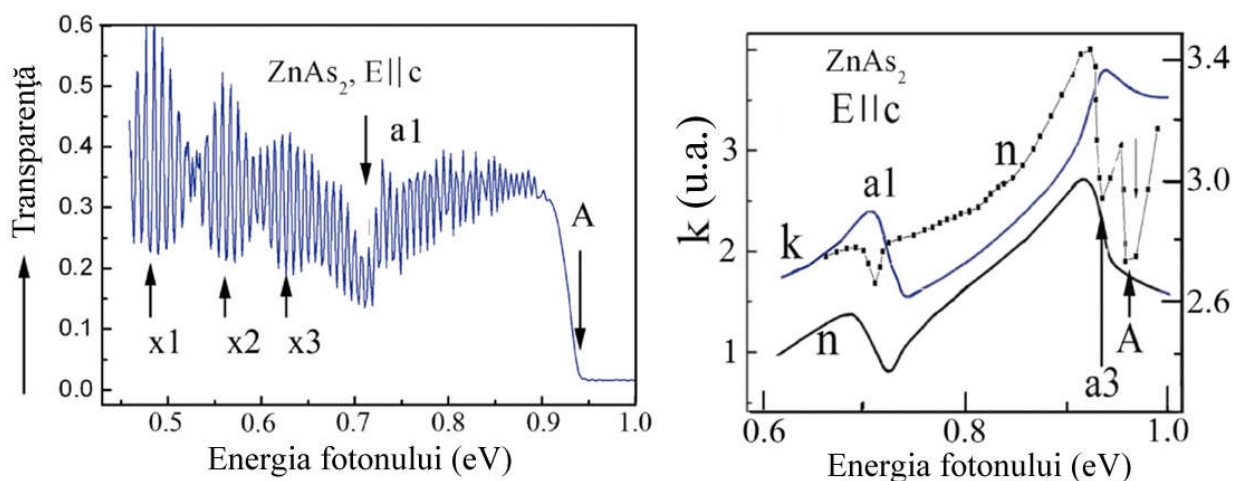 0.6
0.5
0.4
0.3
0.2
0.1
0.0
Transparență
ZnAs2, E||c
a1
A
x1
x2
x3
0.5
0.6
0.7
0.8
0.9
1.0
Energia fotonului (eV)
4
3
2
1
k (u.a.)
ZnAs2
E||c
n
a1
k
n
A
a3
3.4
3.0
2.6
0.6
0.8
1.0
Energia fotonului (eV)